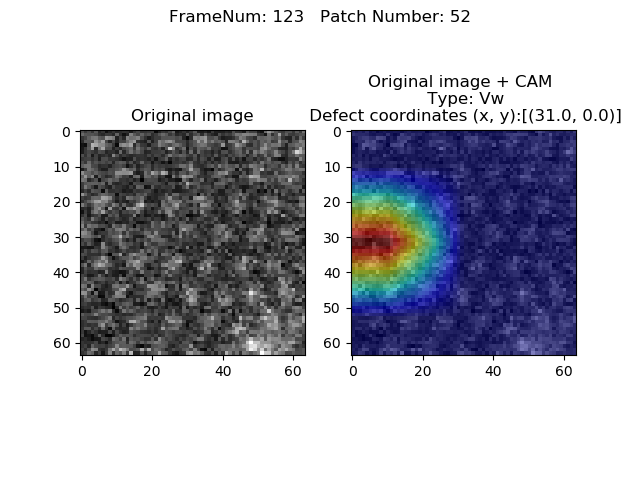 FrameNum: 123   Patch Number: 52
Original image
Original image + CAM
Type: Vw
Defect coordinates (x, y):[(31.0, 0.0)]
0
10
20
30
40
50
60
0 20 40 60
0
10
20
30
40
50
60
0 20 40 60